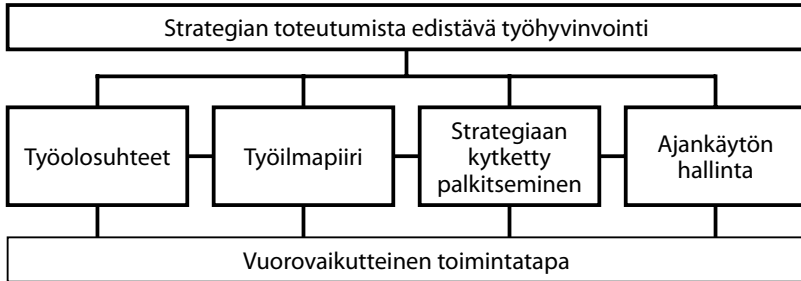 Strategian toteutumista edistävä työhyvinvointi
Työolosuhteet
Työilmapiiri
Strategiaan
kytketty
palkitseminen
Ajankäytön
hallinta
Vuorovaikutteinen toimintatapa